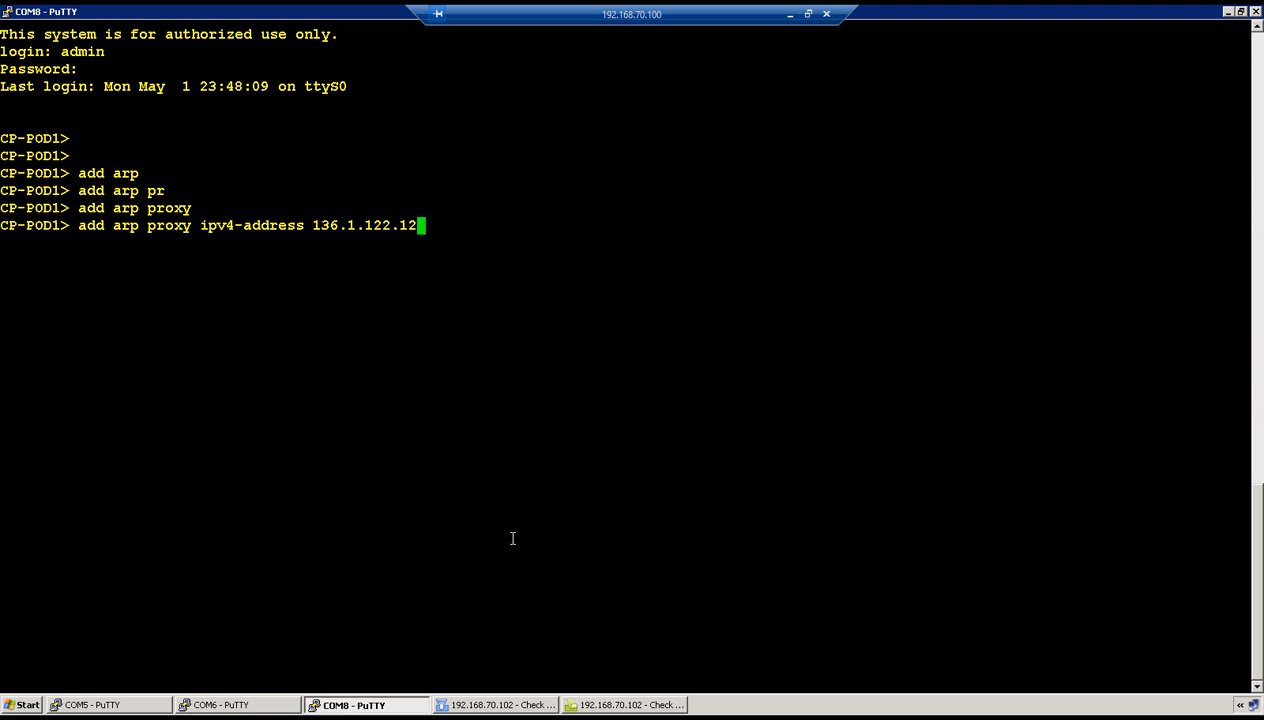 COM8 - PuTTY
192.168.70.100
This system is for authorized use only.
login: admin
Password:
Last login: Mon May  1 23:48:09 on ttyS0
CP-POD1>
CP-POD1>
CP-POD1> add arp
CP-POD1> add arp pr
CP-POD1> add arp proxy
CP-POD1> add arp proxy ipv4-address 136.1.122.12
Start
COM5 - PuTTY
COM6 - PuTTY
COM8 - PuTTY
192.168.70.102 - Check ...
192.168.70.102 - Check ...